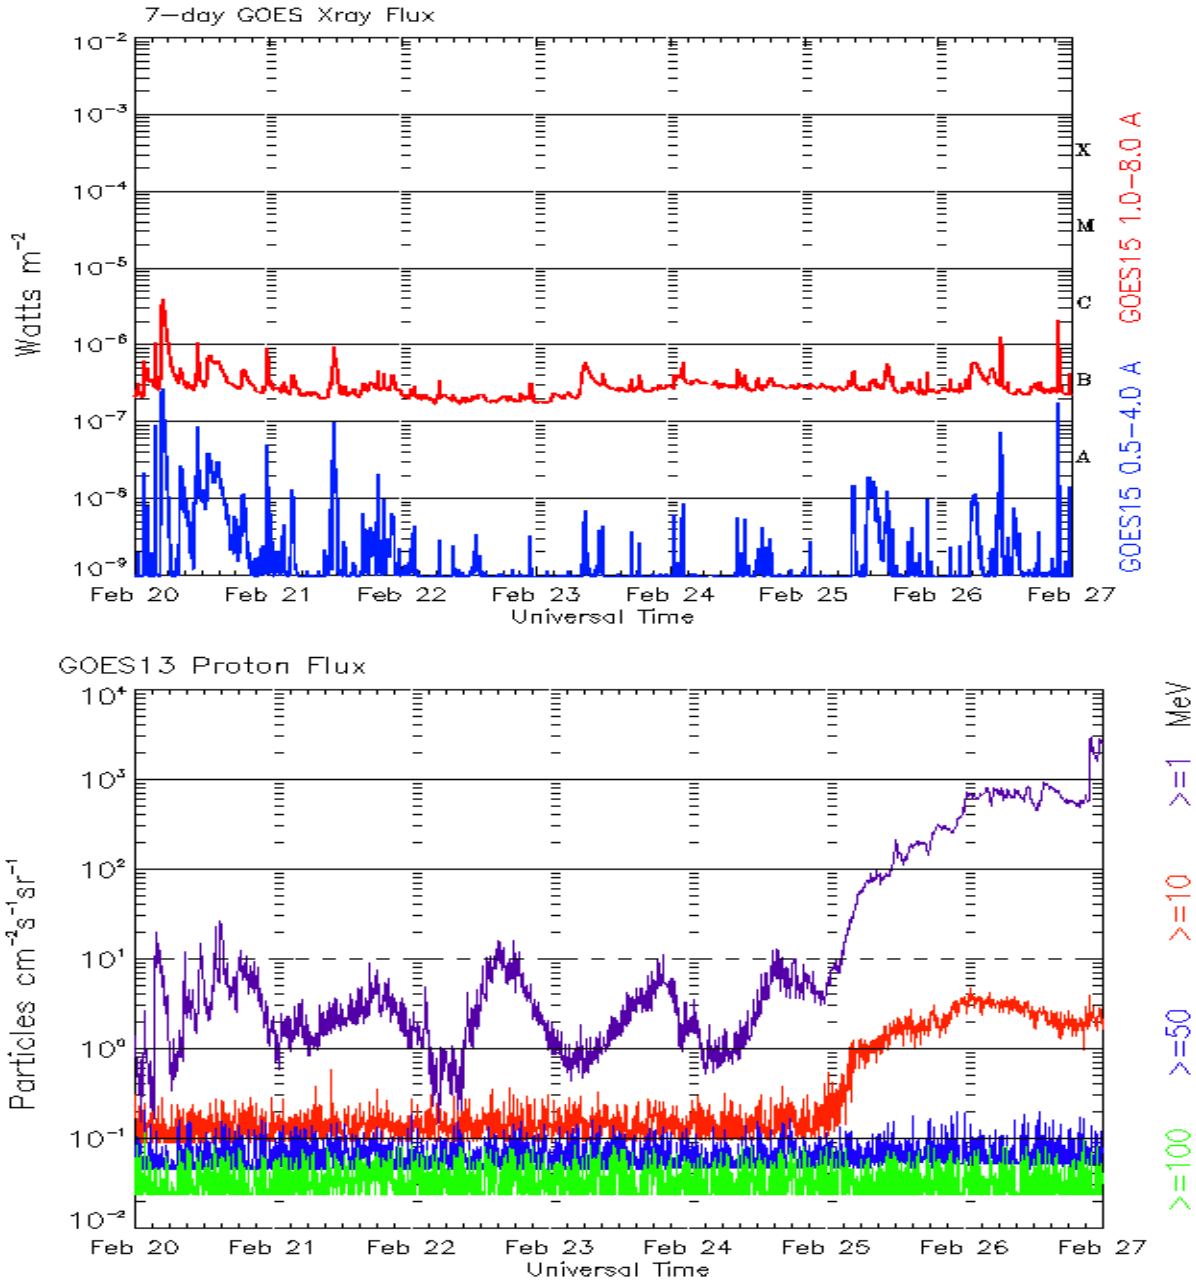 7-day GOES Xray Flux
10⁻²
10⁻³
10⁻⁴
10⁻⁵
10⁻⁶
10⁻⁷
10⁻⁸
10⁻⁹
Watts m⁻²
X
M
C
B
A
GOES15 1.0-8.0 A
GOES15 0.5-4.0 A
Feb 20 Feb 21 Feb 22 Feb 23 Feb 24 Feb 25 Feb 26 Feb 27
Universal Time
GOES13 Proton Flux
10⁴
10³
10²
10¹
10⁰
10⁻¹
10⁻²
Particles cm⁻²s⁻¹sr⁻¹
MeV
>=1
>=10
>=50
>=100
Feb 20 Feb 21 Feb 22 Feb 23 Feb 24 Feb 25 Feb 26 Feb 27
Universal Time